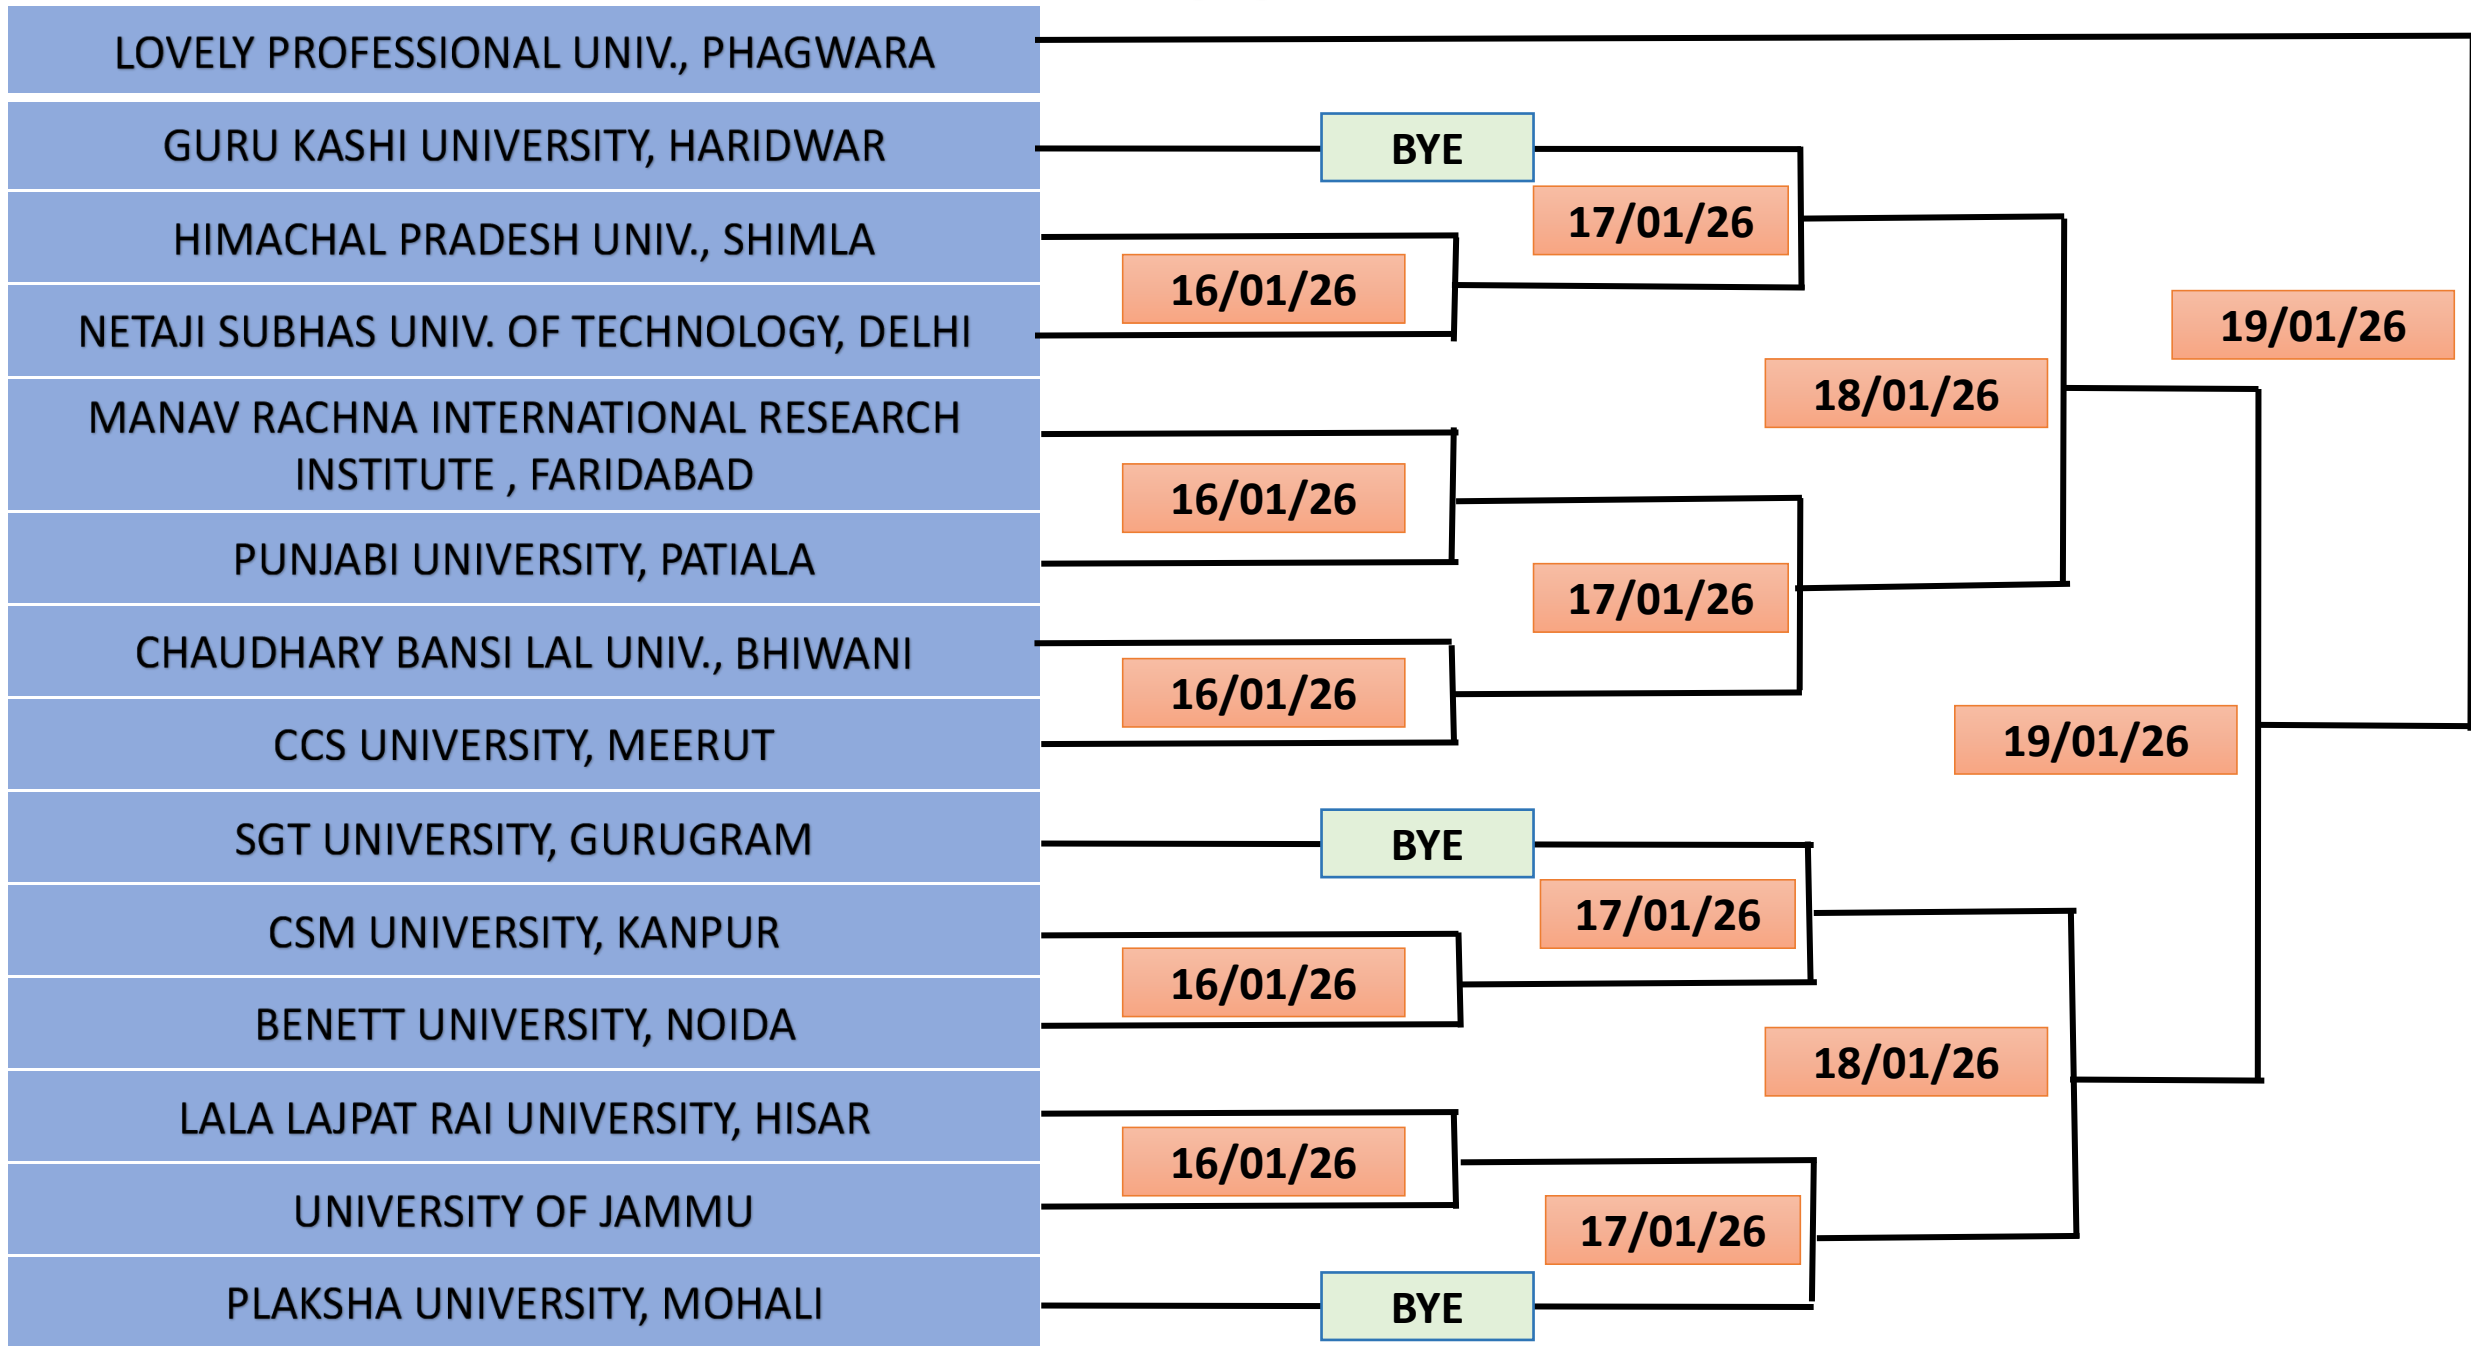 LOVELY PROFESSIONAL UNIV., PHAGWARA
GURU KASHI UNIVERSITY, HARIDWAR
BYE
17/01/26
HIMACHAL PRADESH UNIV., SHIMLA
16/01/26
NETAJI SUBHAS UNIV. OF TECHNOLOGY, DELHI
19/01/26
18/01/26
MANAV RACHNA INTERNATIONAL RESEARCH
INSTITUTE , FARIDABAD
16/01/26
PUNJABI UNIVERSITY, PATIALA
17/01/26
CHAUDHARY BANSI LAL UNIV., BHIWANI
16/01/26
CCS UNIVERSITY, MEERUT
19/01/26
SGT UNIVERSITY, GURUGRAM
BYE
17/01/26
CSM UNIVERSITY, KANPUR
16/01/26
BENETT UNIVERSITY, NOIDA
18/01/26
LALA LAJPAT RAI UNIVERSITY, HISAR
16/01/26
UNIVERSITY OF JAMMU
17/01/26
PLAKSHA UNIVERSITY, MOHALI
BYE